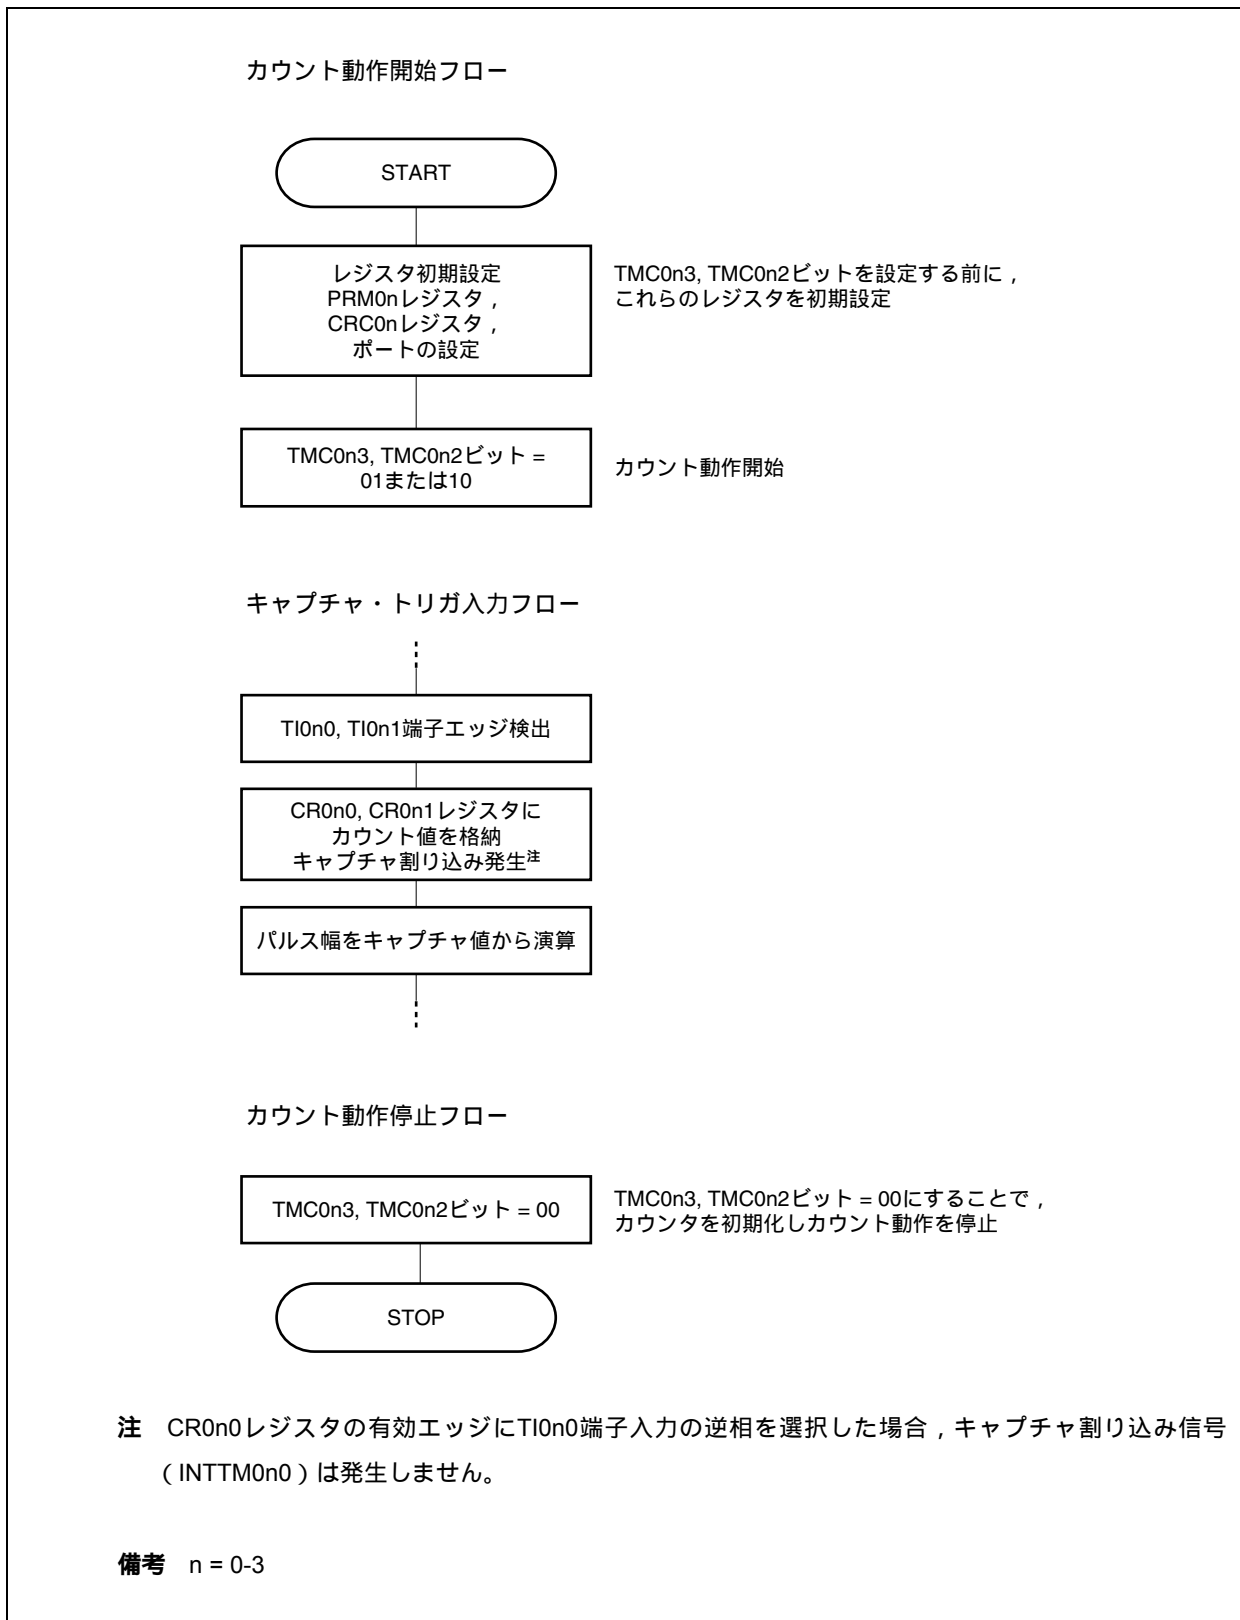 カウント動作開始フロー
START
レジスタ初期設定
PRM0nレジスタ，
CRC0nレジスタ，
ポートの設定
TMC0n3, TMC0n2ビットを設定する前に，
これらのレジスタを初期設定
TMC0n3, TMC0n2ビット =
01または10
カウント動作開始
キャプチャ・トリガ入力フロー
TI0n0, TI0n1端子エッジ検出
CR0n0, CR0n1レジスタに
カウント値を格納
キャプチャ割り込み発生注
パルス幅をキャプチャ値から演算
カウント動作停止フロー
TMC0n3, TMC0n2ビット = 00
TMC0n3, TMC0n2ビット = 00にすることで，
カウンタを初期化しカウント動作を停止
STOP
注 CR0n0レジスタの有効エッジにTI0n0端子入力の逆相を選択した場合，キャプチャ割り込み信号
（INTTM0n0）は発生しません。
備考 n = 0-3